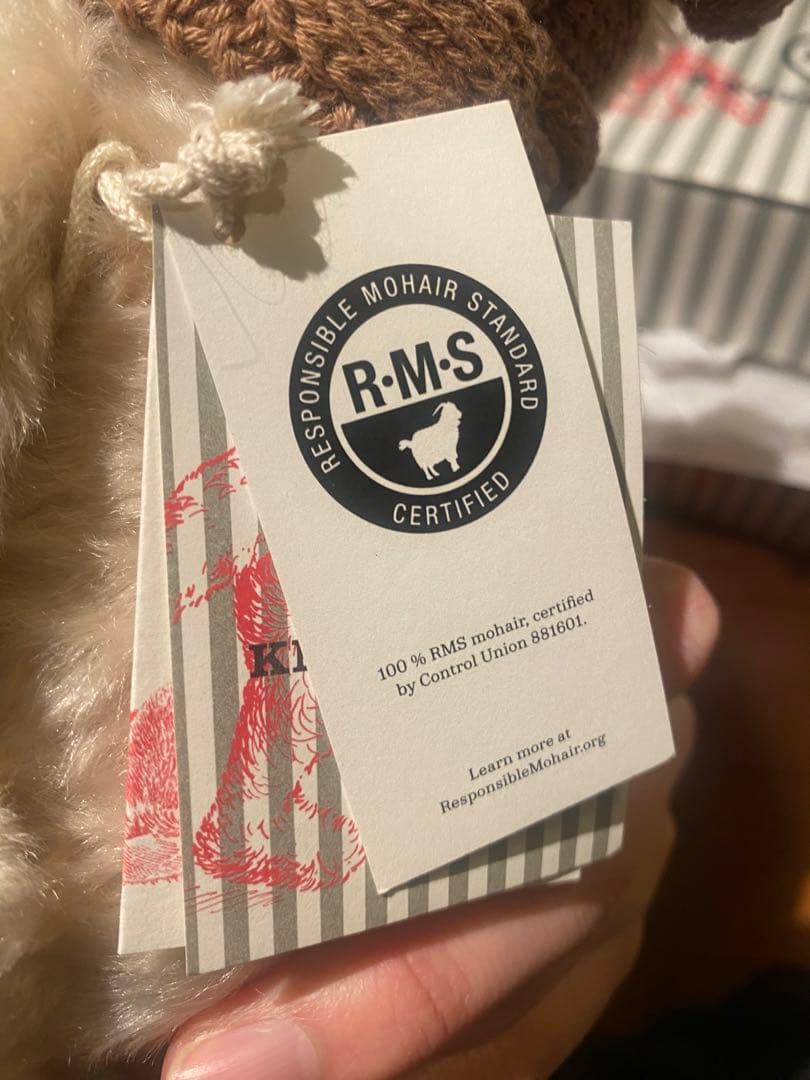 RESPONSIBLE MOHAIR STANDARD
R·M·S
CERTIFIED
100 % RMS mohair, certified
by Control Union 881601.
Learn more at
ResponsibleMohair.org